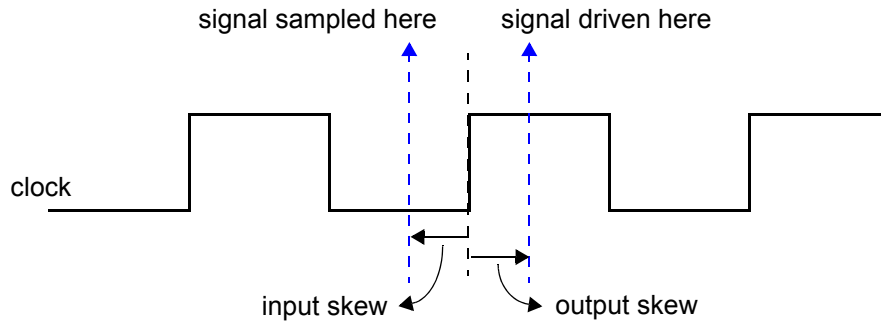 signal sampled here
signal driven here
clock
input skew
output skew